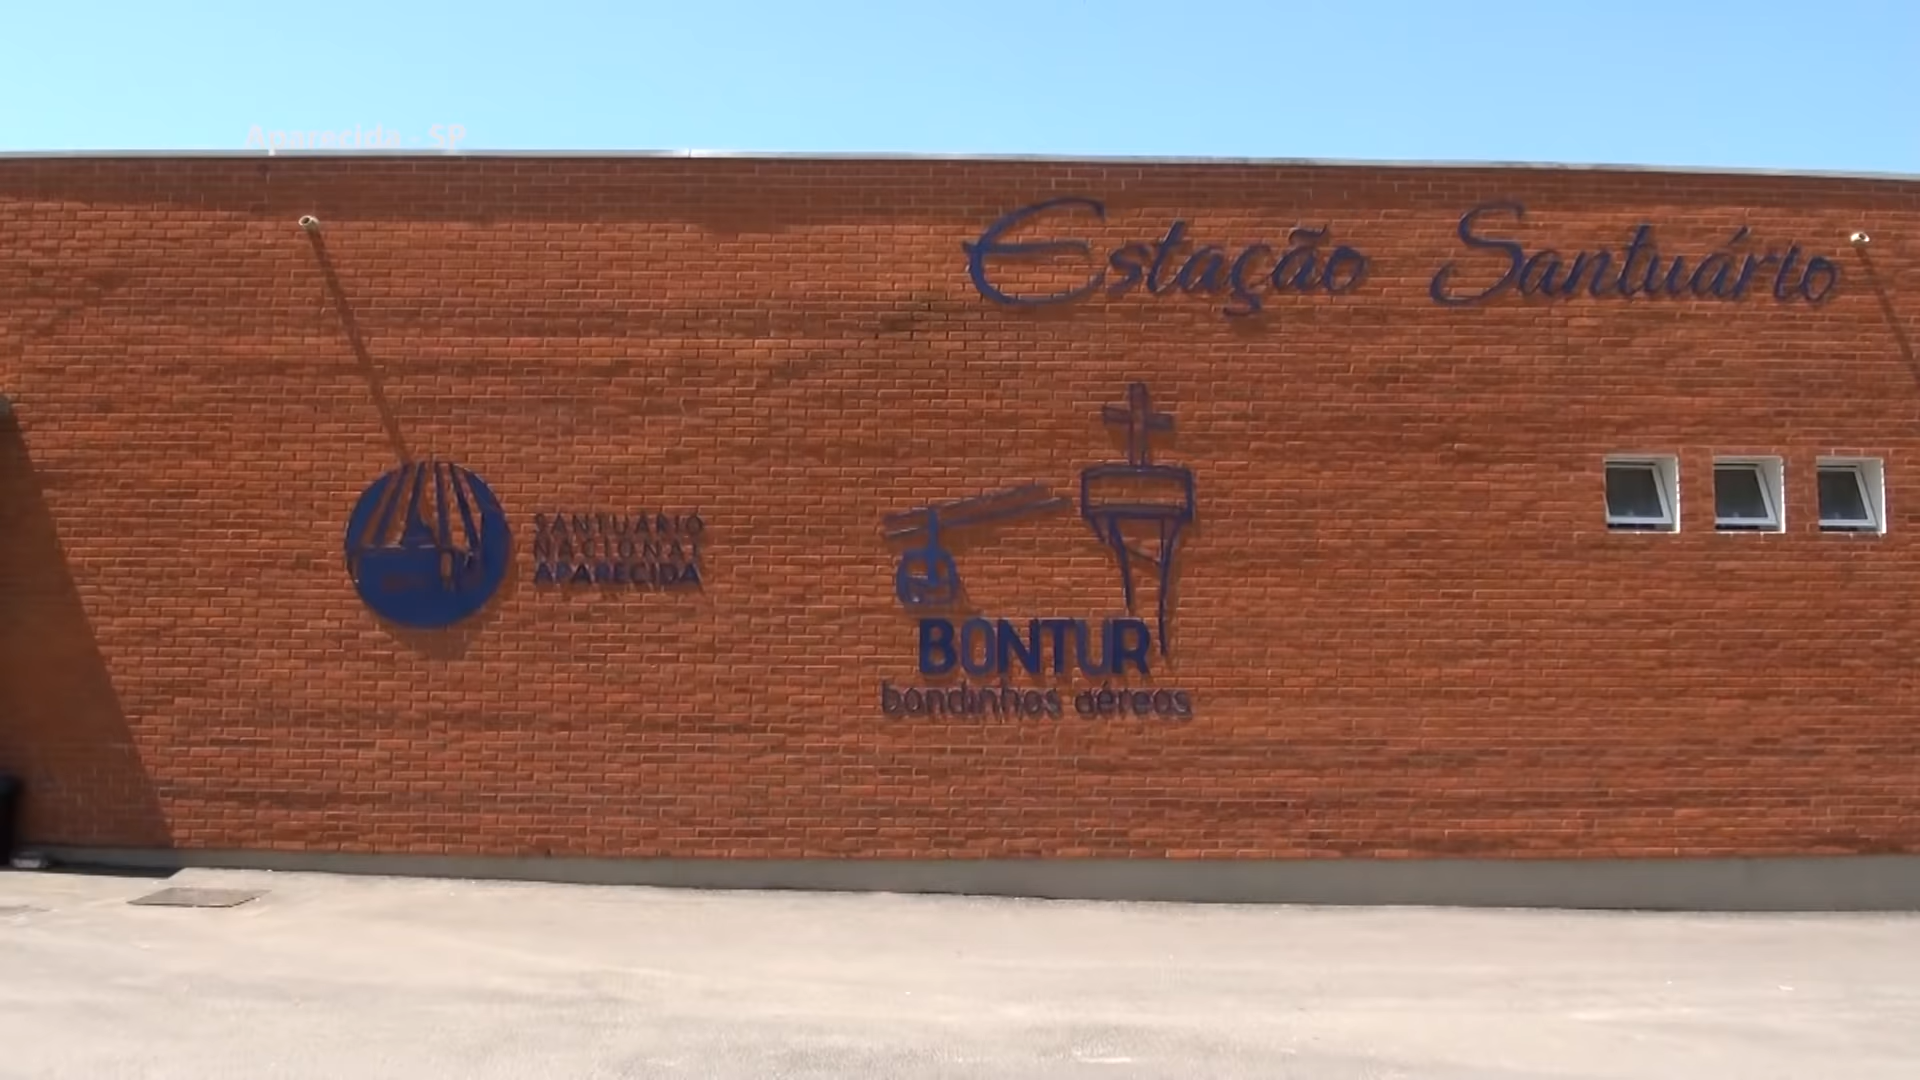 Aparecida - SP
Estação Santuário
SANTUÁRIO
NACIONAL
APARECIDA
BONTUR
bondinhos aéreos